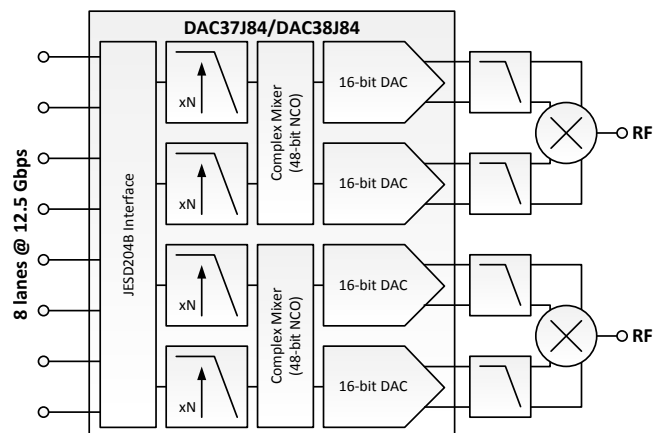 DAC37J84/DAC38J84
8 lanes @ 12.5 Gbps
JESD204B Interface
xN
xN
Complex Mixer
(48-bit NCO)
16-bit DAC
16-bit DAC
RF
xN
xN
Complex Mixer
(48-bit NCO)
16-bit DAC
16-bit DAC
RF